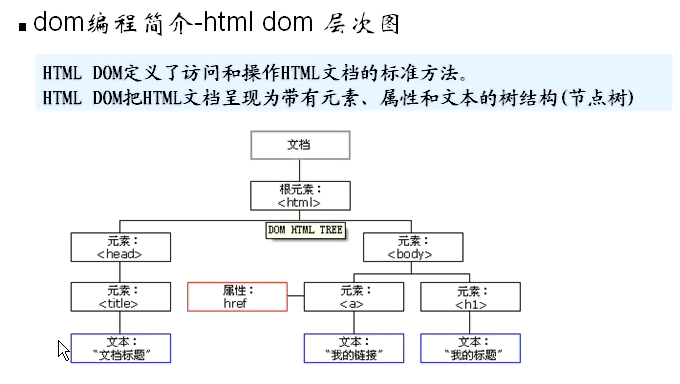 dom编程简介-html dom 层次图
HTML DOM定义了访问和操作HTML文档的标准方法。
HTML DOM把HTML文档呈现为带有元素、属性和文本的树结构(节点树)
文档
根元素：
<html>
DOM HTML TREE
元素：
<head>
元素：
<body>
元素：
<title>
属性：
href
元素：
<a>
元素：
<h1>
文本：
“文档标题”
文本：
“我的链接”
文本：
“我的标题”